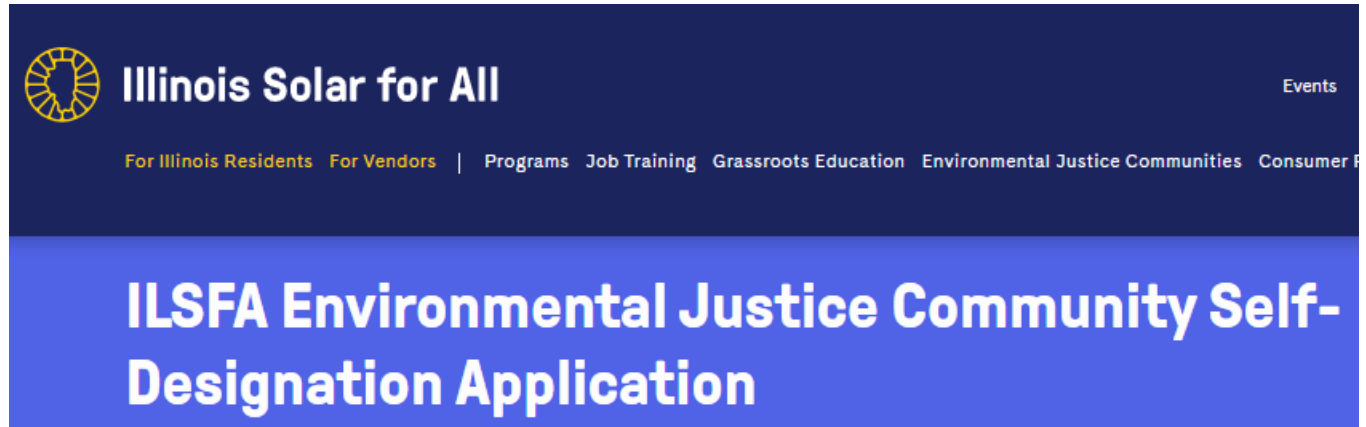 Illinois Solar for All
Events
For Illinois Residents For Vendors | Programs Job Training Grassroots Education Environmental Justice Communities Consumer
ILSFA Environmental Justice Community Self-
Designation Application